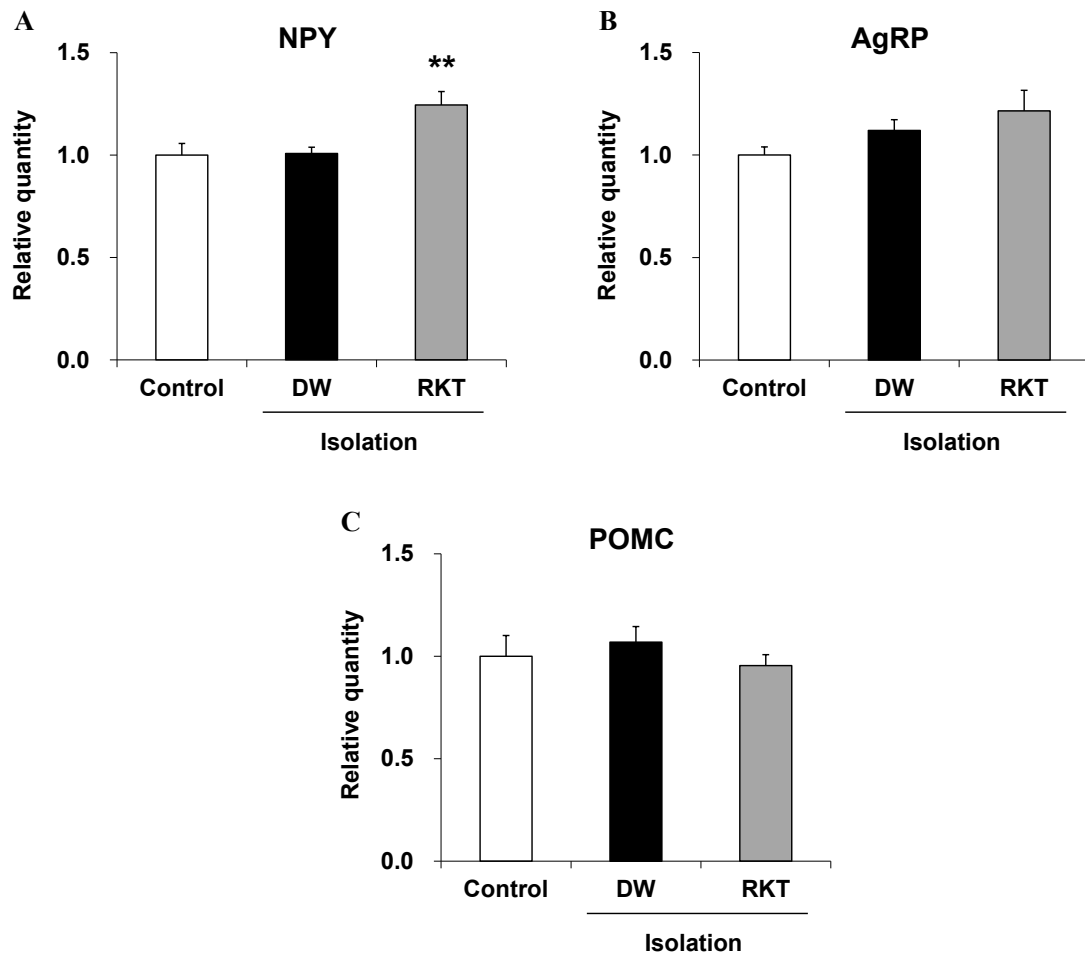 A
NPY
Relative quantity
1.5
1.0
0.5
0.0
**
Control DW RKT
Isolation
B
AgRP
Relative quantity
1.5
1.0
0.5
0.0
Control DW RKT
Isolation
C
POMC
Relative quantity
1.5
1.0
0.5
0.0
Control DW RKT
Isolation